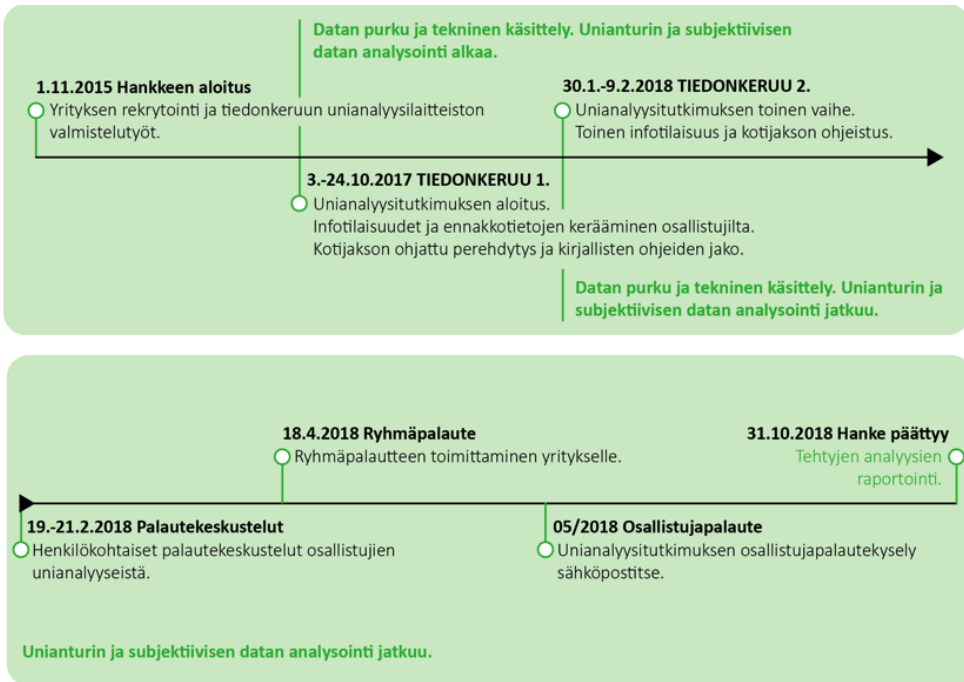 Datan purku ja tekninen käsittely. Unianturin ja subjektiivisen
datan analysointi alkaa.
1.11.2015 Hankkeen aloitus
Yrityksen rekrytointi ja tiedonkeruun unianalyysilaitteiston
valmistelutyöt.
30.1.-9.2.2018 TIEDONKERUU 2.
Unianalyysitutkimuksen toinen vaihe.
Toinen infotilaisuus ja kotijakson ohjeistus.
3.-24.10.2017 TIEDONKERUU 1.
Unianalyysitutkimuksen aloitus.
Infotilaisuudet ja ennakkotietojen kerääminen osallistujilta.
Kotijakson ohjattu perehdytys ja kirjallisten ohjeiden jako.
Datan purku ja tekninen käsittely. Unianturin ja
subjektiivisen datan analysointi jatkuu.
18.4.2018 Ryhmäpalaute
Ryhmäpalautteen toimittaminen yritykselle.
31.10.2018 Hanke päättyy
Tehtyjen analyysien
raportointi.
19.-21.2.2018 Palautekeskustelut
Henkilökohtaiset palautekeskustelut osallistujien
unianalyyseistä.
05/2018 Osallistujapalaute
Unianalyysitutkimuksen osallistujapalautekysely
sähköpostitse.
Unianturin ja subjektiivisen datan analysointi jatkuu.